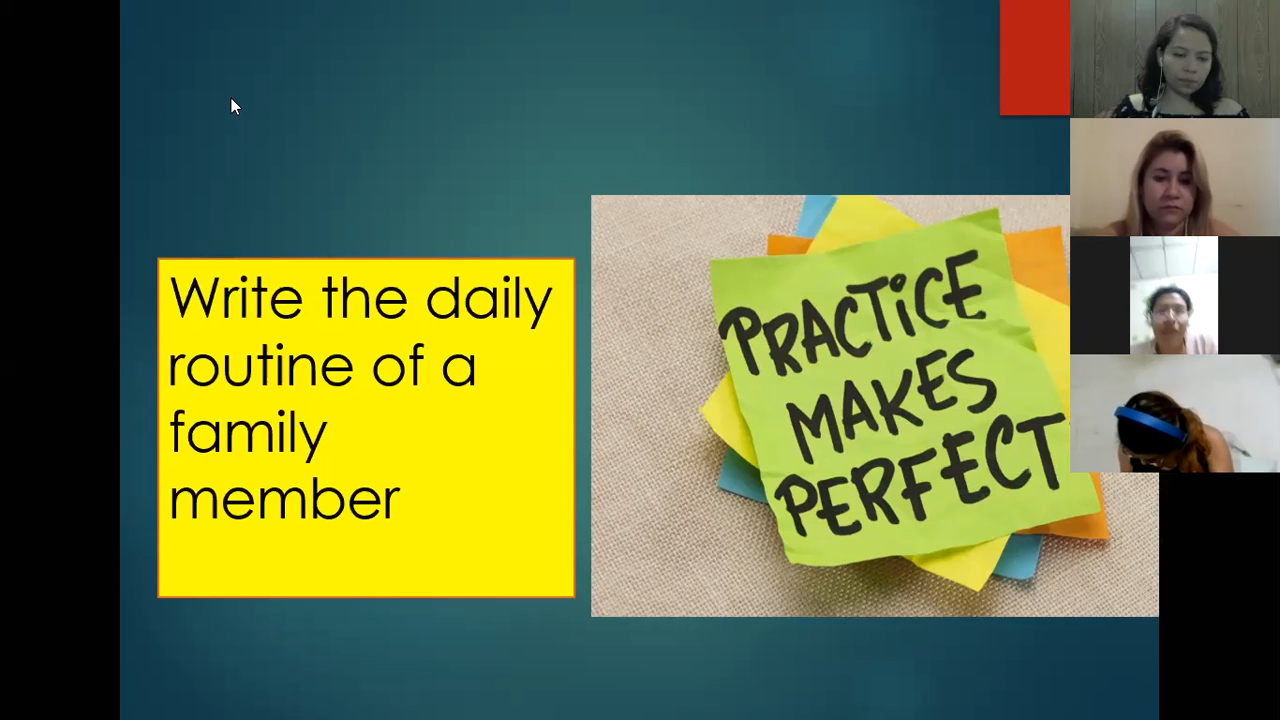 Write the daily
routine of a
family
member
PRACTICE
MAKES
PERFECT